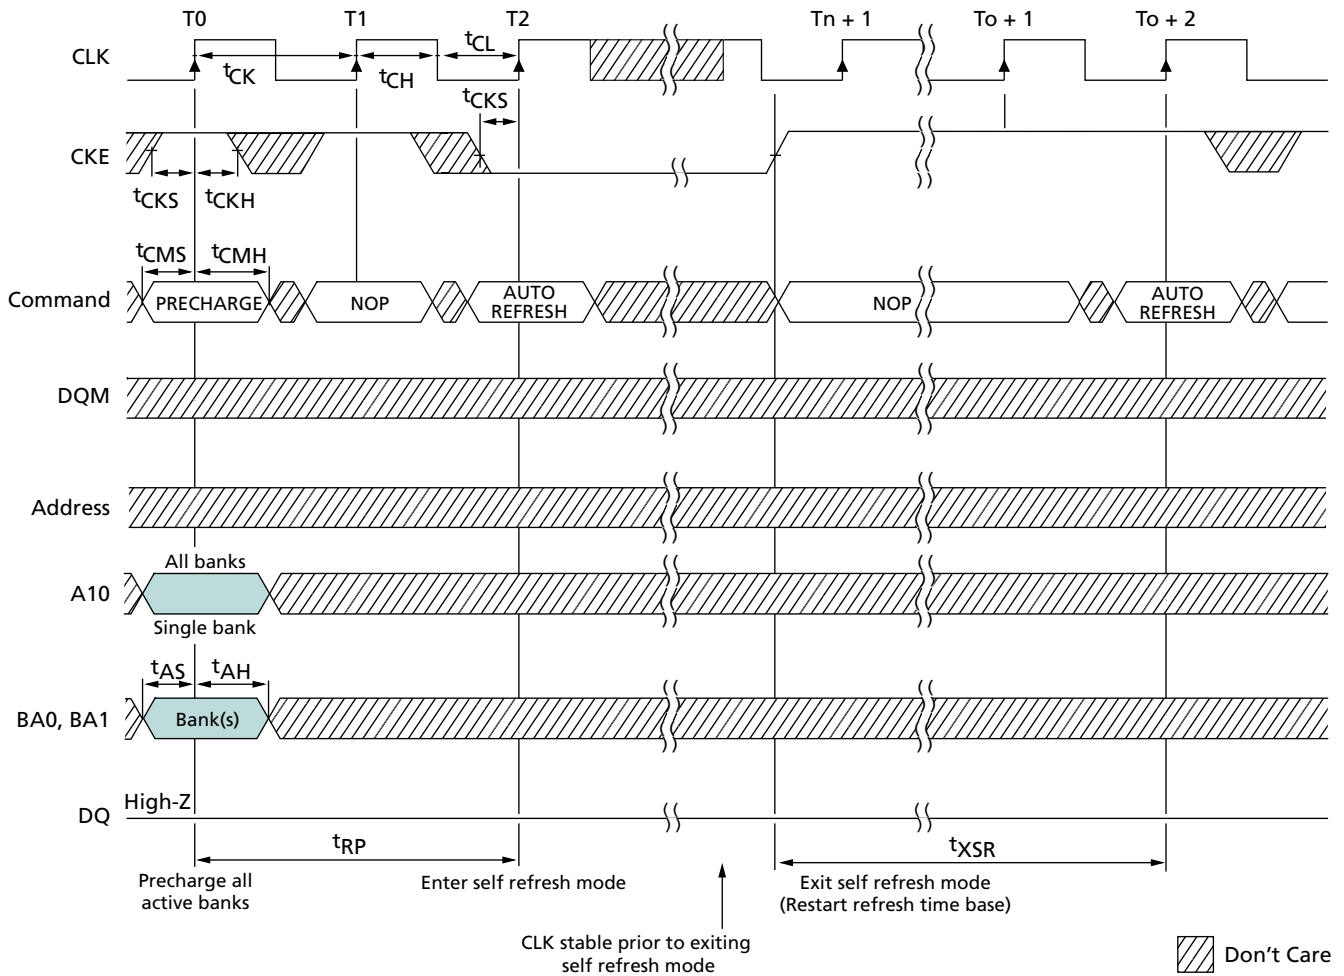 T0 T1 T2 Tn + 1 To + 1 To + 2
CLK
tCK tCH tCL
tCKS
CKE
tCKS tCKH
tCMS tCMH
Command PRECHARGE NOP AUTO REFRESH NOP AUTO REFRESH
DQM
Address
All banks
A10
Single bank
tAS tAH
BA0, BA1 Bank(s)
High-Z
DQ
tRP tXSR
Precharge all
active banks
Enter self refresh mode
Exit self refresh mode
(Restart refresh time base)
CLK stable prior to exiting
self refresh mode
Don't Care